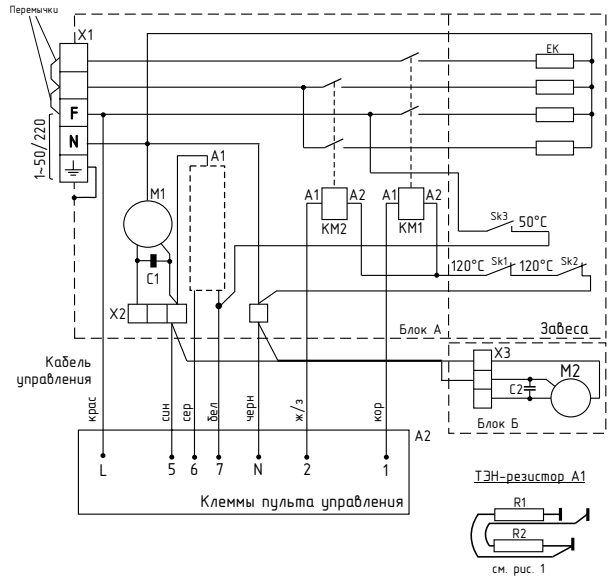 Перемычки
X1
EK
F
N
1~50/220
A1
M1
A1
A2
A1
A2
KM2
KM1
Sk3
50°C
C1
120°C
Sk1
120°C
Sk2
X2
Блок А
Завеса
Кабель
управления
X3
M2
C2
Блок Б
крас
син
сер
бел
черн
ж/з
кор
A2
L
5
6
7
N
2
1
Клеммы пульта управления
ТЭН-резистор А1
R1
R2
см. рис. 1